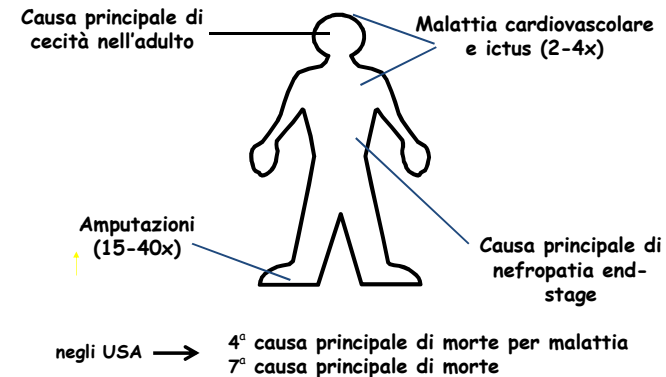 Causa principale di
cecità nell'adulto
Malattia cardiovascolare
e ictus (2-4x)
Amputazioni
(15-40x)
Causa principale di
nefropatia end-
stage
negli USA
4ª causa principale di morte per malattia
7ª causa principale di morte